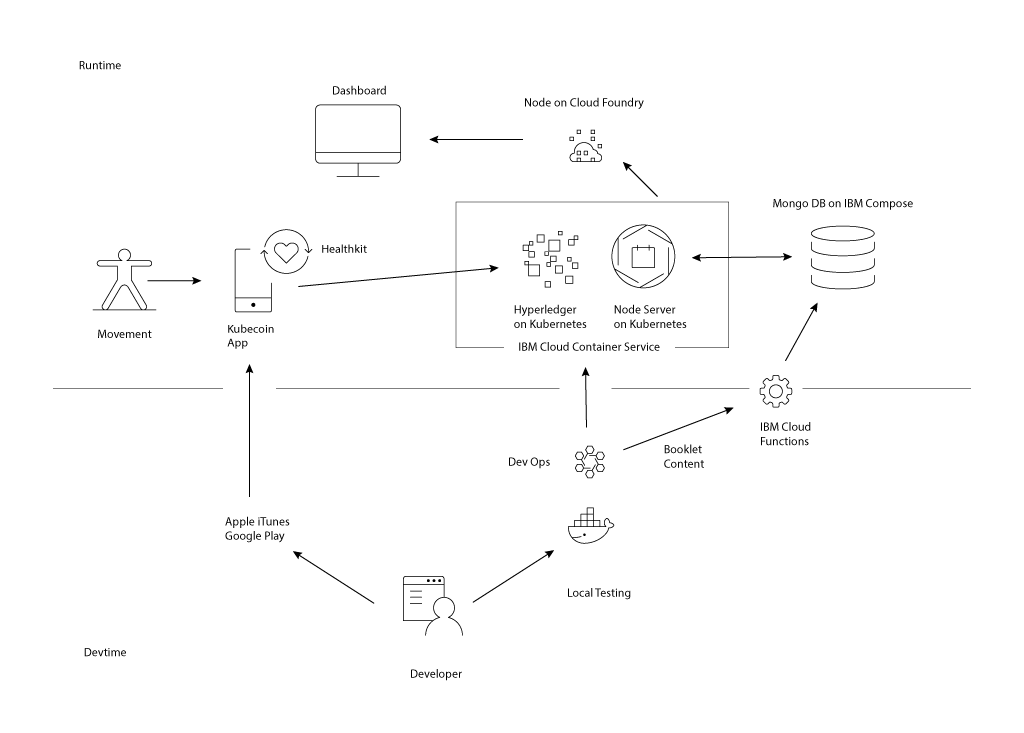 Runtime
Dashboard
Node on Cloud Foundry
Mongo DB on IBM Compose
Healthkit
Movement
Kubecoin
App
Hyperledger
on Kubernetes
Node Server
on Kubernetes
IBM Cloud Container Service
IBM Cloud
Functions
Dev Ops
Booklet
Content
Apple iTunes
Google Play
Local Testing
Devtime
Developer